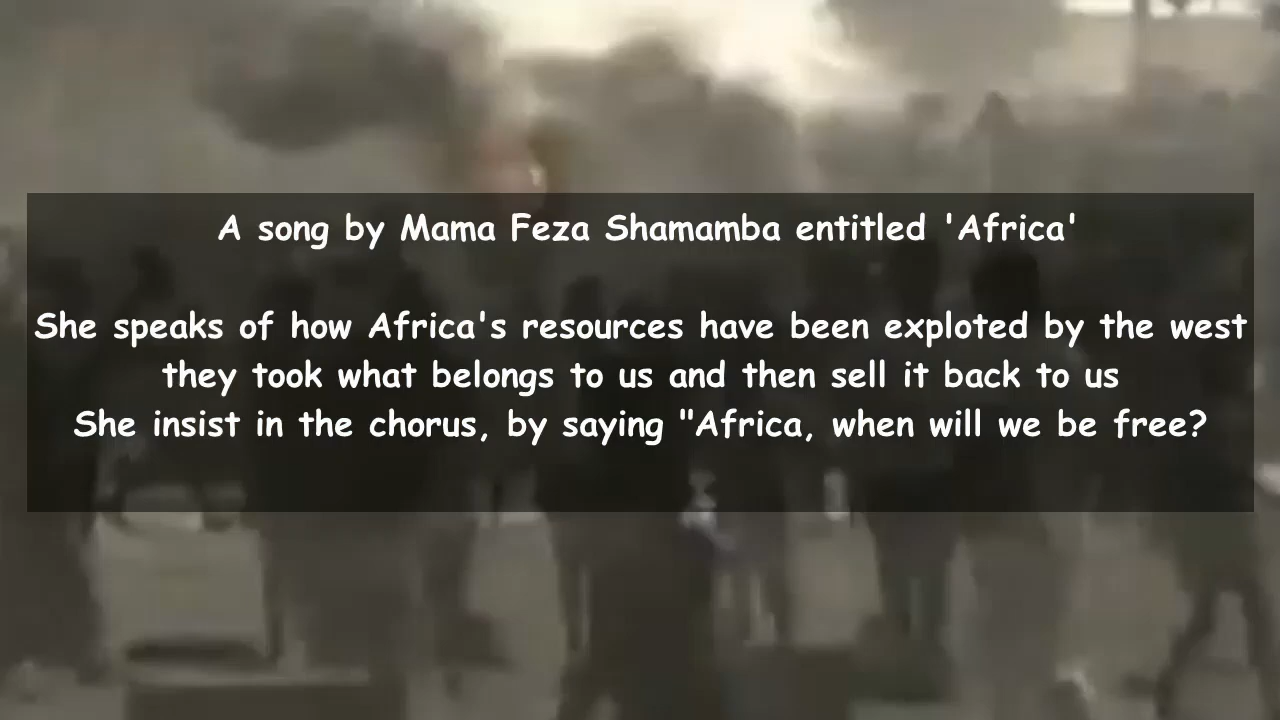 A song by Mama Feza Shamamba entitled 'Africa'
She speaks of how Africa's resources have been exploted by the west
they took what belongs to us and then sell it back to us
She insist in the chorus, by saying "Africa, when will we be free?